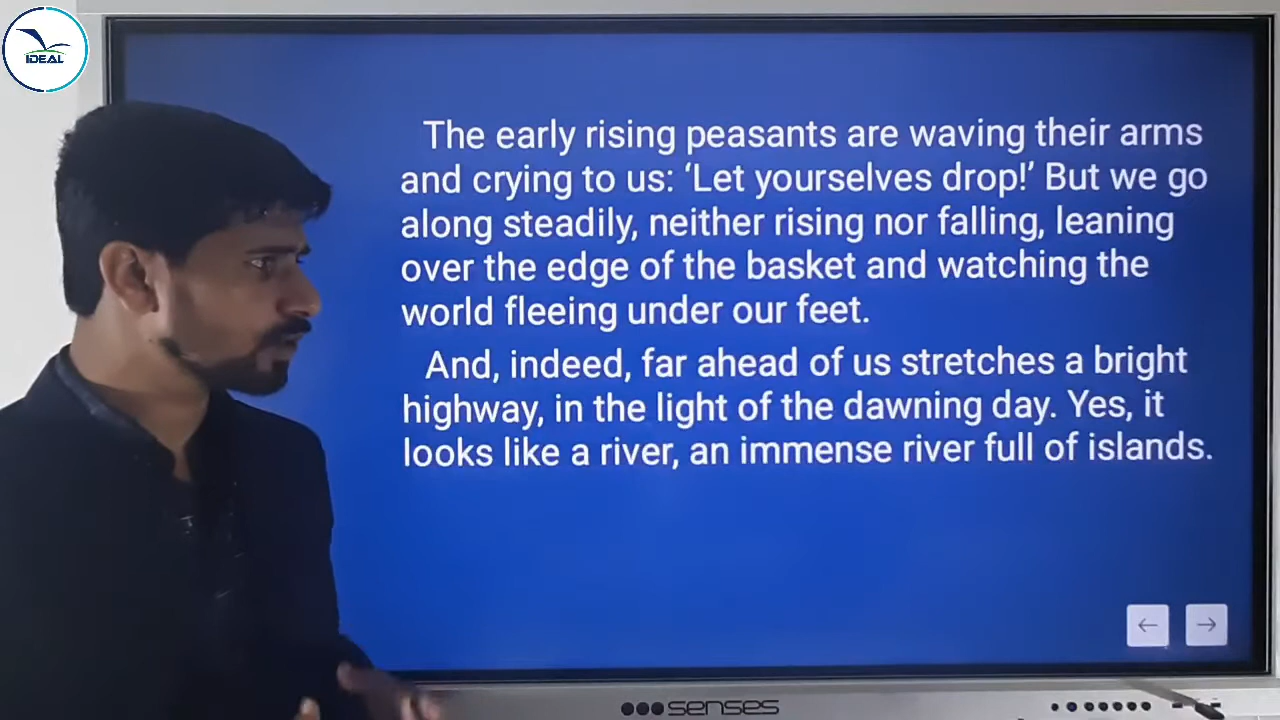 IDEAL
The early rising peasants are waving their arms
and crying to us: ‘Let yourselves drop!’ But we go
along steadily, neither rising nor falling, leaning
over the edge of the basket and watching the
world fleeing under our feet.
And, indeed, far ahead of us stretches a bright
highway, in the light of the dawning day. Yes, it
looks like a river, an immense river full of islands.
senses